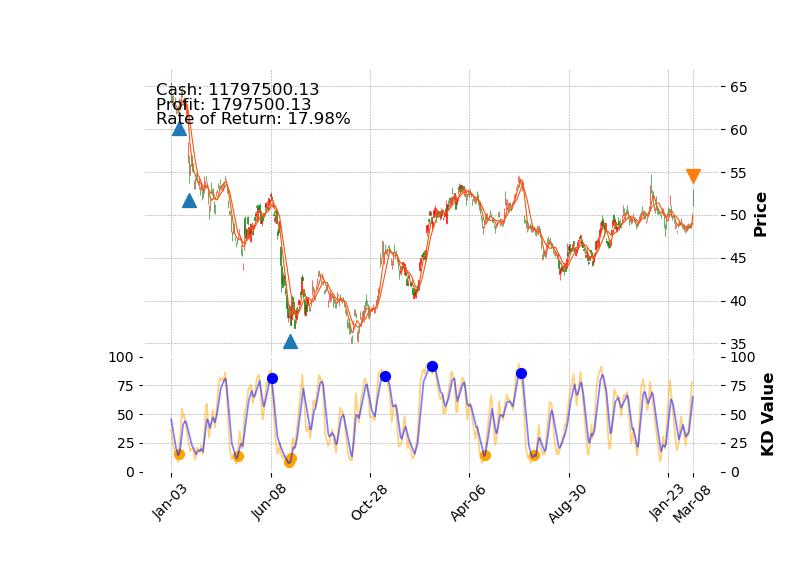 Cash: 11797500.13
Profit: 1797500.13
Rate of Return: 17.98%
65
60
55
50
45
40
35
Price
100 100
75 75
50 50
25 25
0 0
KD Value
Jan-03 Jun-08 Oct-28 Apr-06 Aug-30 Jan-23 Mar-08